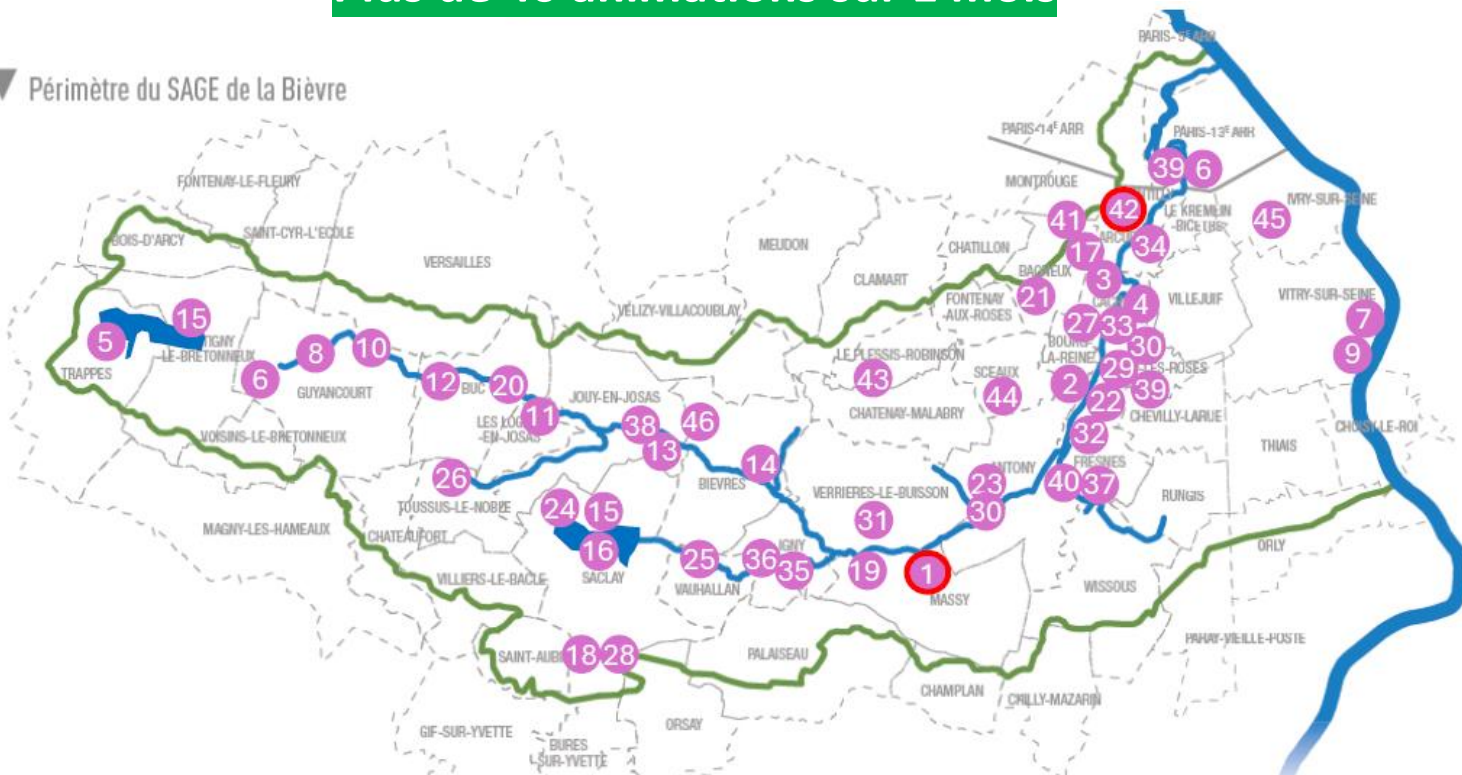 ▼ Périmètre du SAGE de la Bièvre
PARIS-5E ARR
PARIS-14E ARR
PARIS-13E ARR
39
6
FONTENAY-LE-FLEURY
MONTROUGE
42
IVRY-SUR-SEINE
45
41
LE KREMLIN
-BICETRE
BOIS-D'ARCY
SAINT-CYR-L'ECOLE
MEUDON
CHATILLON
17
34
VERSAILLES
CLAMART
BAGNEUX
3
VELIZY-VILLACOUBLAY
FONTENAY
-AUX-ROSES
21
4
VILLEJUIF
VITRY-SUR-SEINE
7
15
5
27
33
8
10
LE PLESSIS-ROBINSON
BOURG-
LA-REINE
30
9
TRAPPES
LE-BRETONNEUX
6
GUYANCOURT
12
BUC
20
43
SCEAUX
44
2
29
39
22
JOUY-EN-JOSAS
CHATENAY-MALABRY
CHEVILLY-LARUE
11
38
46
32
CHOISY-LE-ROI
VOISINS-LE-BRETONNEUX
-EN-JOSAS
13
THIAIS
14
FRESNES
26
BIEVRES
VERRIERES-LE-BUISSON
23
40
37
RUNGIS
TOUSSUS-LE-NOBLE
24
15
31
30
MAGNY-LES-HAMEAUX
CHATEAUFORT
16
25
36
IGNY
35
19
1
ORLY
VILLIERS-LE-BACLE
SACLAY
VAUHALLAN
MASSY
WISSOUS
18
28
PALAISEAU
PARAY-VIEILLE-POSTE
CHAMPLAN
CHILLY-MAZARIN
GIF-SUR-YVETTE
ORSAY
BURES
-SUR-YVETTE